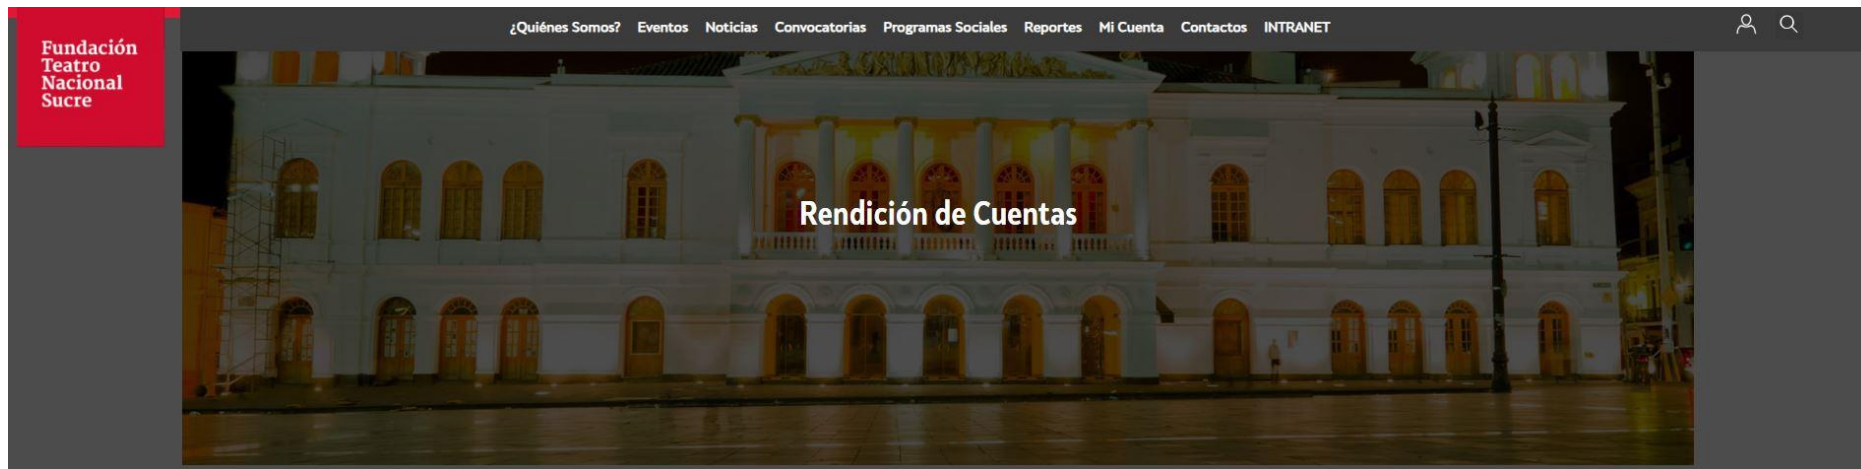 Fundación
Teatro
Nacional
Sucre
¿Quiénes Somos? Eventos Noticias Convocatorias Programas Sociales Reportes Mi Cuenta Contactos INTRANET
Rendición de Cuentas